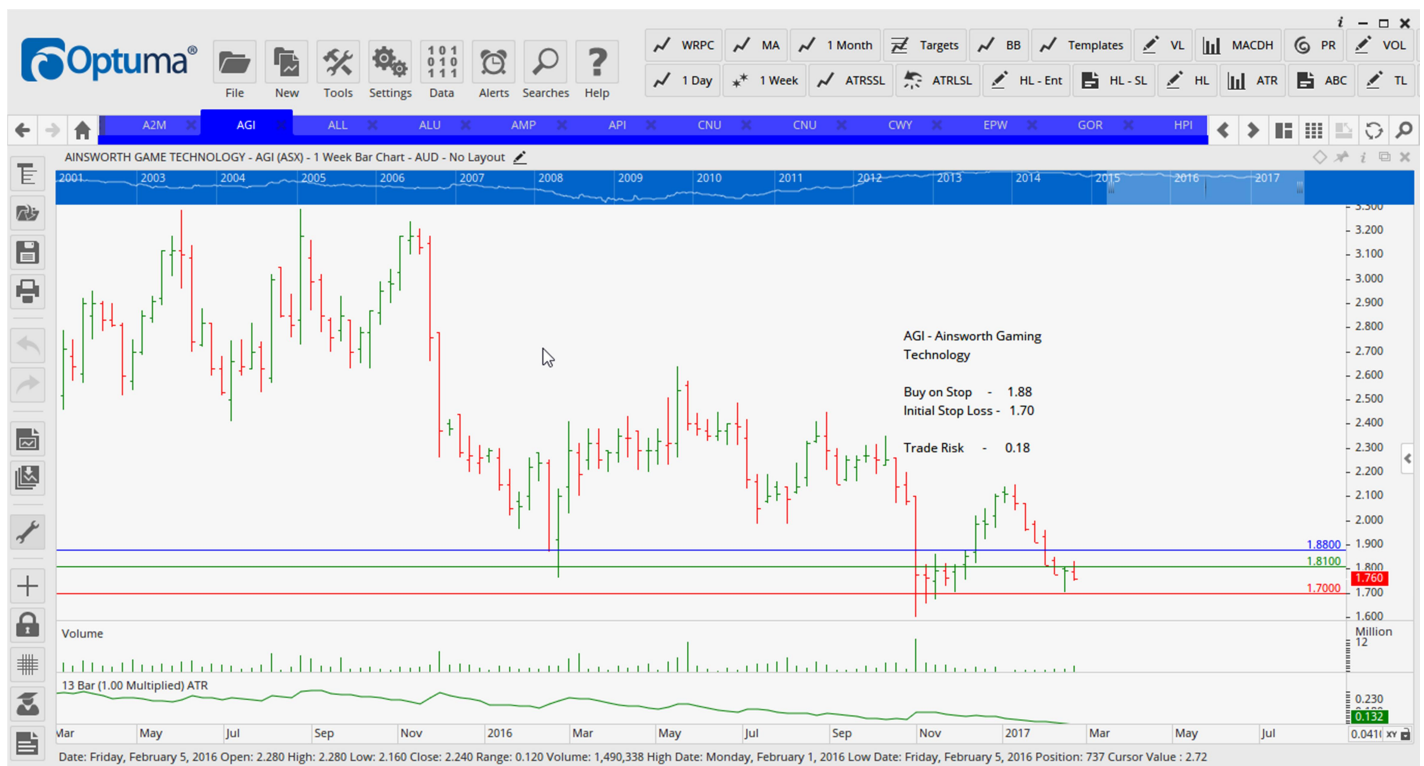 i
Optuma®
File New Tools Settings Data Alerts Searches Help
WRPC MA 1 Month Targets BB Templates VL MACDH PR VOL
1 Day 1 Week ATRSSL ATRLSL HL - Ent HL - SL HL ATR ABC TL
A2M AGI ALL ALU AMP API CNU CNU CWY EPW GOR HPI
AINSWORTH GAME TECHNOLOGY - AGI (ASX) - 1 Week Bar Chart - AUD - No Layout
2001 2003 2004 2005 2006 2007 2008 2009 2010 2011 2012 2013 2014 2015 2016 2017
3.300
3.200
3.100
3.000
2.900
2.800
2.700
2.600
2.500
2.400
2.300
2.200
2.100
2.000
1.900
1.800
1.760
1.700
1.600
AGI - Ainsworth Gaming
Technology
Buy on Stop - 1.88
Initial Stop Loss - 1.70
Trade Risk - 0.18
1.8800
1.8100
1.7000
Volume
Million
12
13 Bar (1.00 Multiplied) ATR
0.230
0.132
Mar May Jul Sep Nov 2016 Mar May Jul Sep Nov 2017 Mar May Jul
XY
Date: Friday, February 5, 2016 Open: 2.280 High: 2.280 Low: 2.160 Close: 2.240 Range: 0.120 Volume: 1,490,338 High Date: Monday, February 1, 2016 Low Date: Friday, February 5, 2016 Position: 737 Cursor Value : 2.72